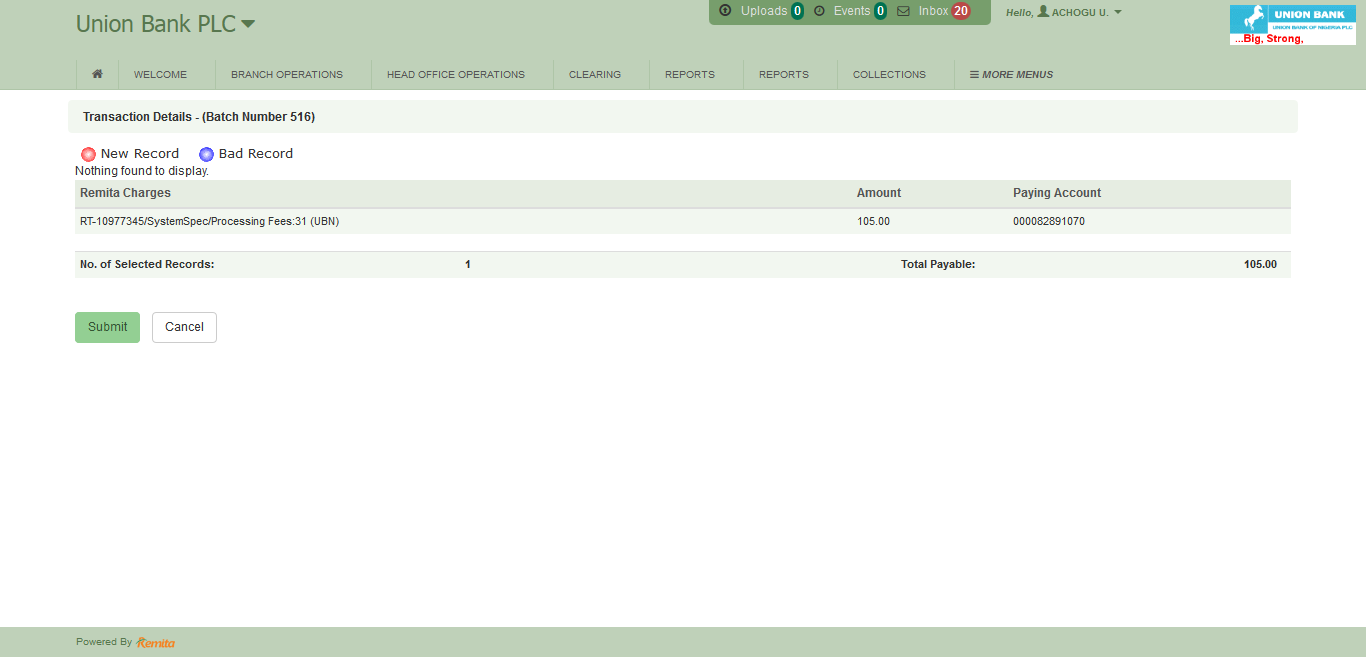 Union Bank PLC
Uploads 0 Events 0 Inbox 20
Hello, ACHOGU U.
UNION BANK
UNION BANK OF NIGERIA PLC
...Big, Strong,
WELCOME BRANCH OPERATIONS HEAD OFFICE OPERATIONS CLEARING REPORTS REPORTS COLLECTIONS MORE MENUS
Transaction Details - (Batch Number 516)
New Record Bad Record
Nothing found to display.
Remita Charges Amount Paying Account
RT-10977345/SystemSpec/Processing Fees:31 (UBN) 105.00 000082891070
No. of Selected Records: 1 Total Payable: 105.00
Submit Cancel
Powered By Remita